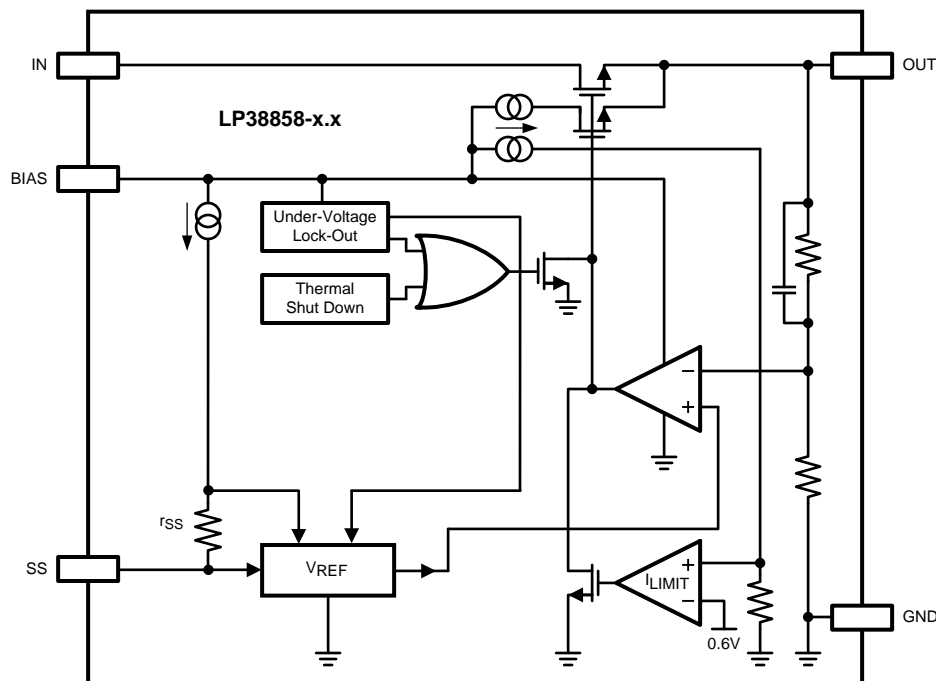 IN
OUT
LP38858-x.x
BIAS
Under-Voltage
Lock-Out
Thermal
Shut Down
−
+
rSS
SS
VREF
+
ILIMIT
−
0.6V
GND